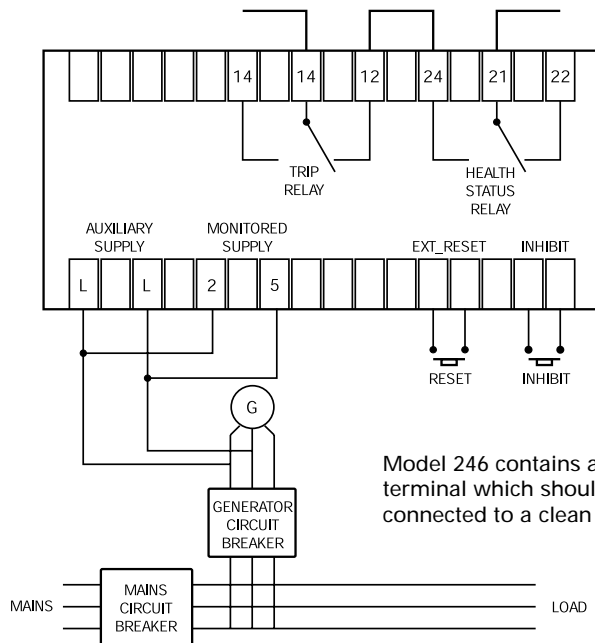 14 14 12 24 21 22
TRIP
RELAY
HEALTH
STATUS
RELAY
AUXILIARY
SUPPLY
MONITORED
SUPPLY
EXT_RESET
INHIBIT
L L 2 5
RESET
INHIBIT
G
Model 246 contains a
terminal which shoul
connected to a clean
GENERATOR
CIRCUIT
BREAKER
MAINS
MAINS
CIRCUIT
BREAKER
LOAD